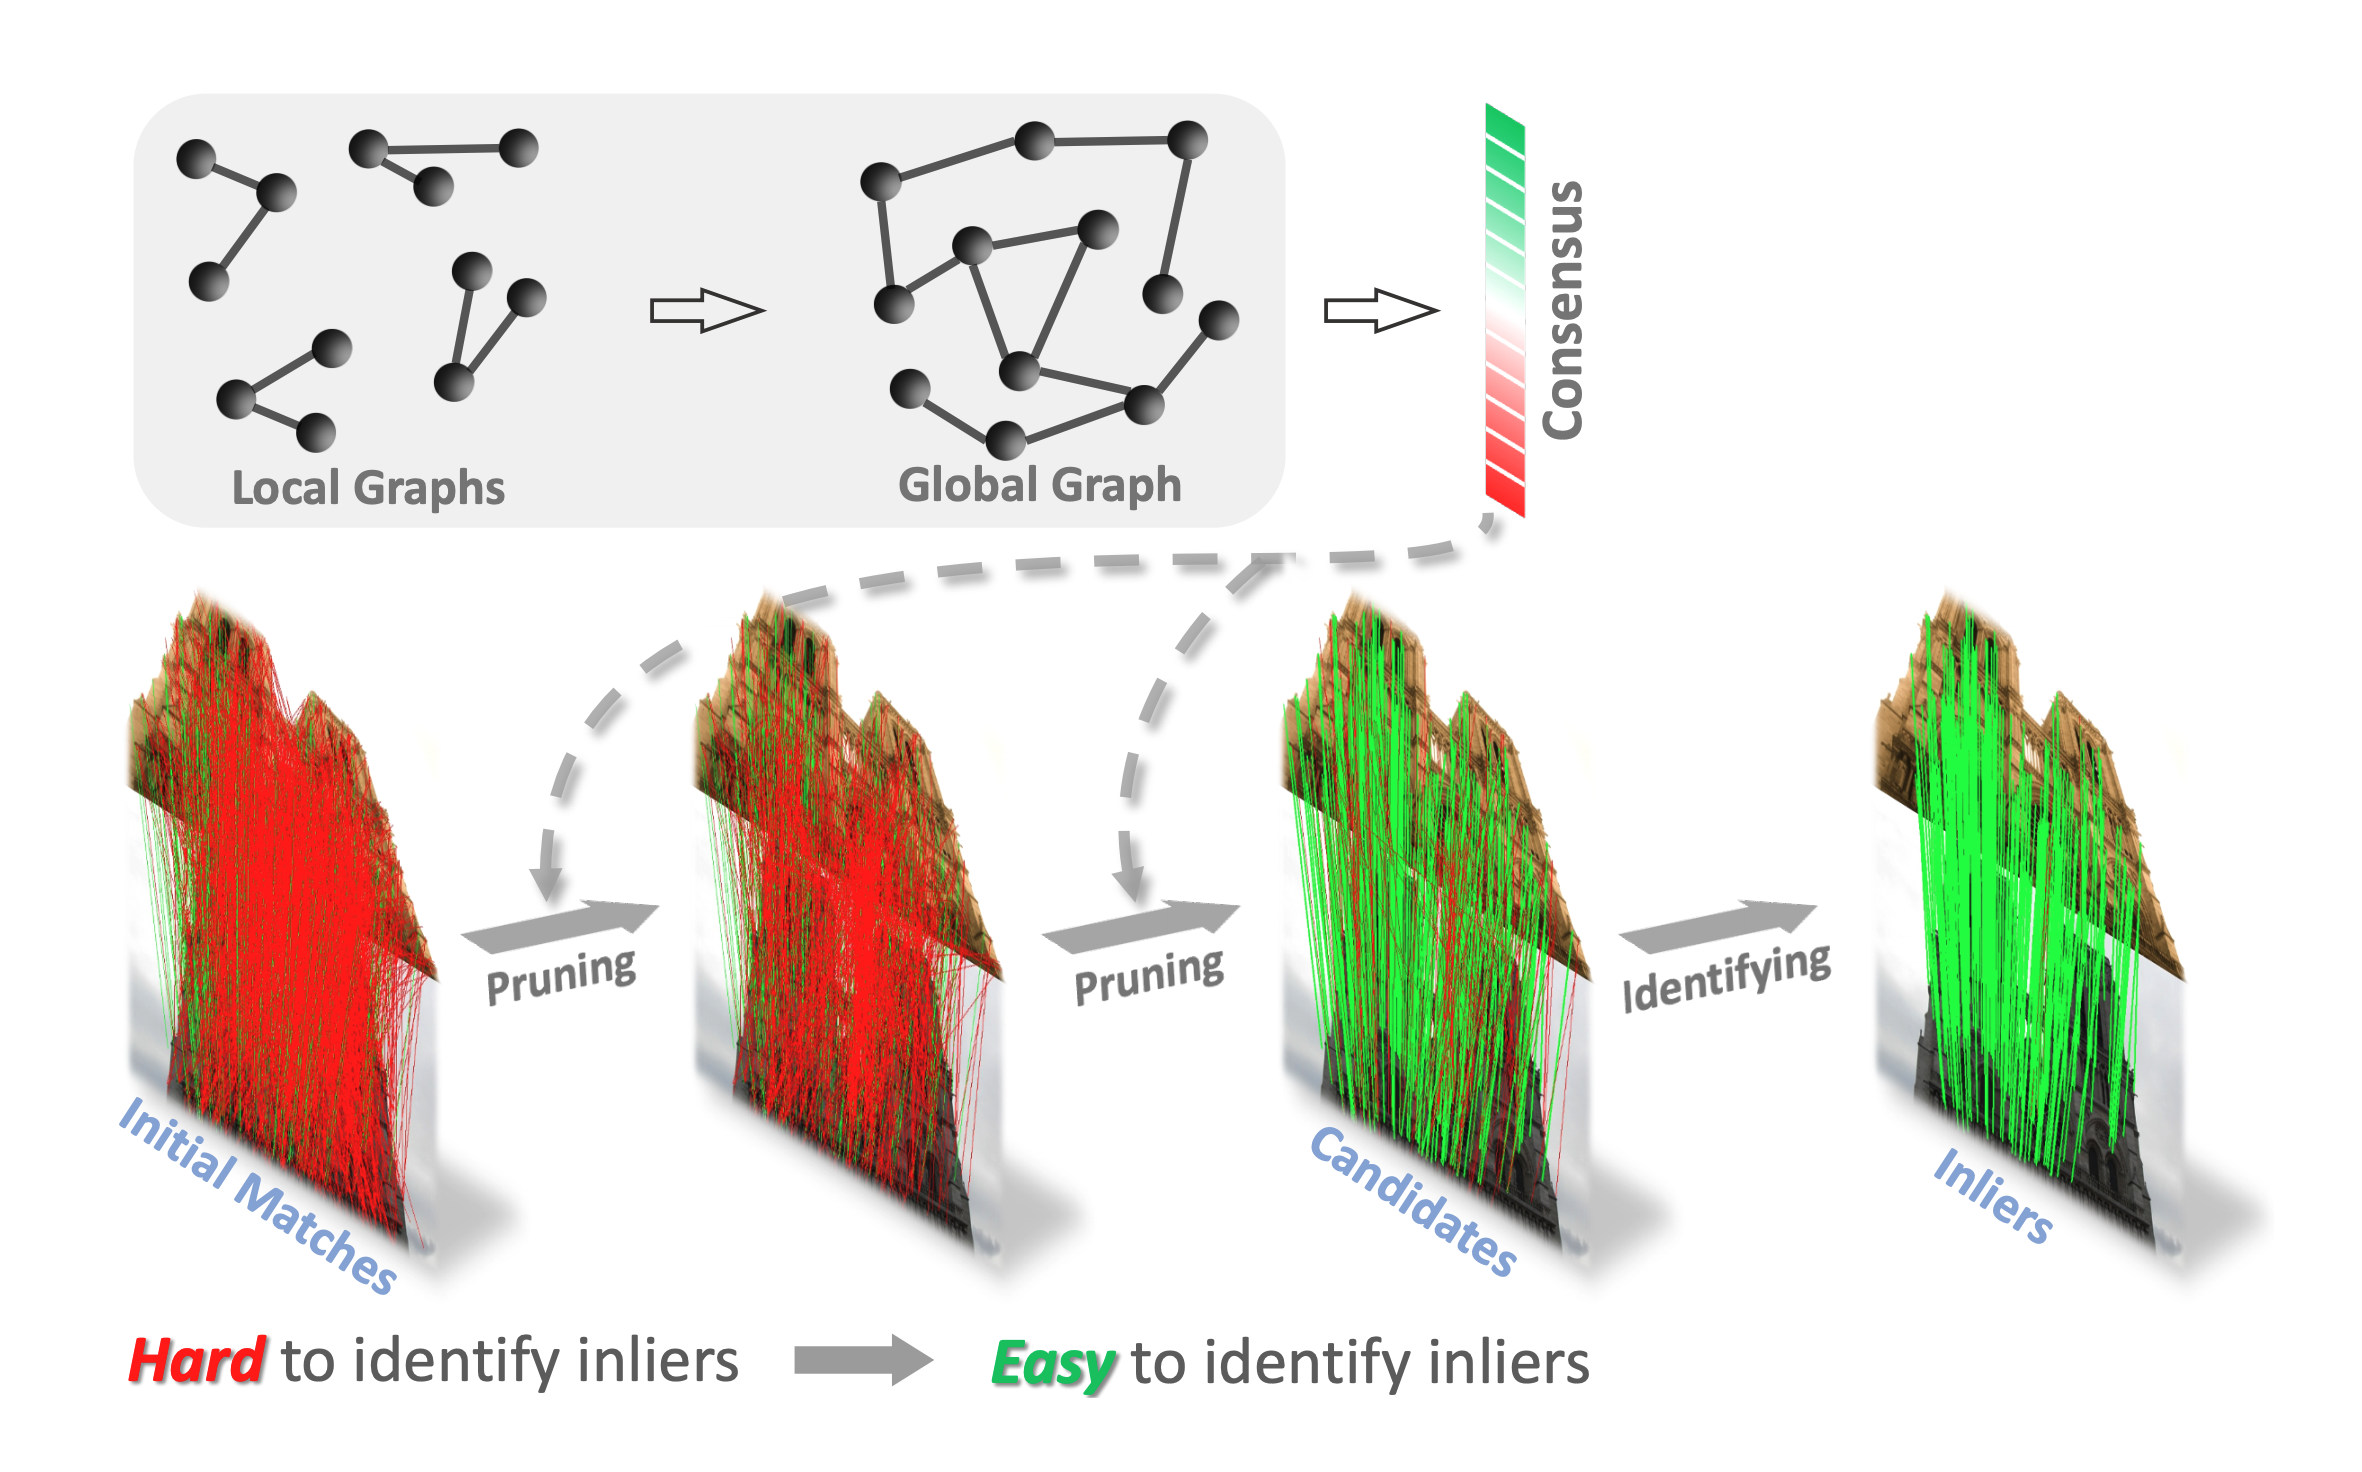 Local Graphs
Global Graph
Consensus
Pruning
Pruning
Identifying
Initial Matches
Candidates
Inliers
Hard to identify inliers
Easy to identify inliers